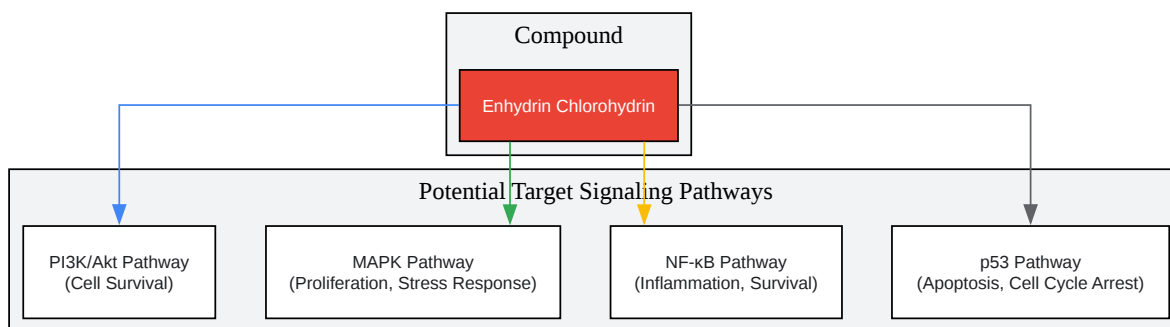 Compound
Enhydrin Chlorohydrin
Potential Target Signaling Pathways
PI3K/Akt Pathway
(Cell Survival)
MAPK Pathway
(Proliferation, Stress Response)
NF-κB Pathway
(Inflammation, Survival)
p53 Pathway
(Apoptosis, Cell Cycle Arrest)